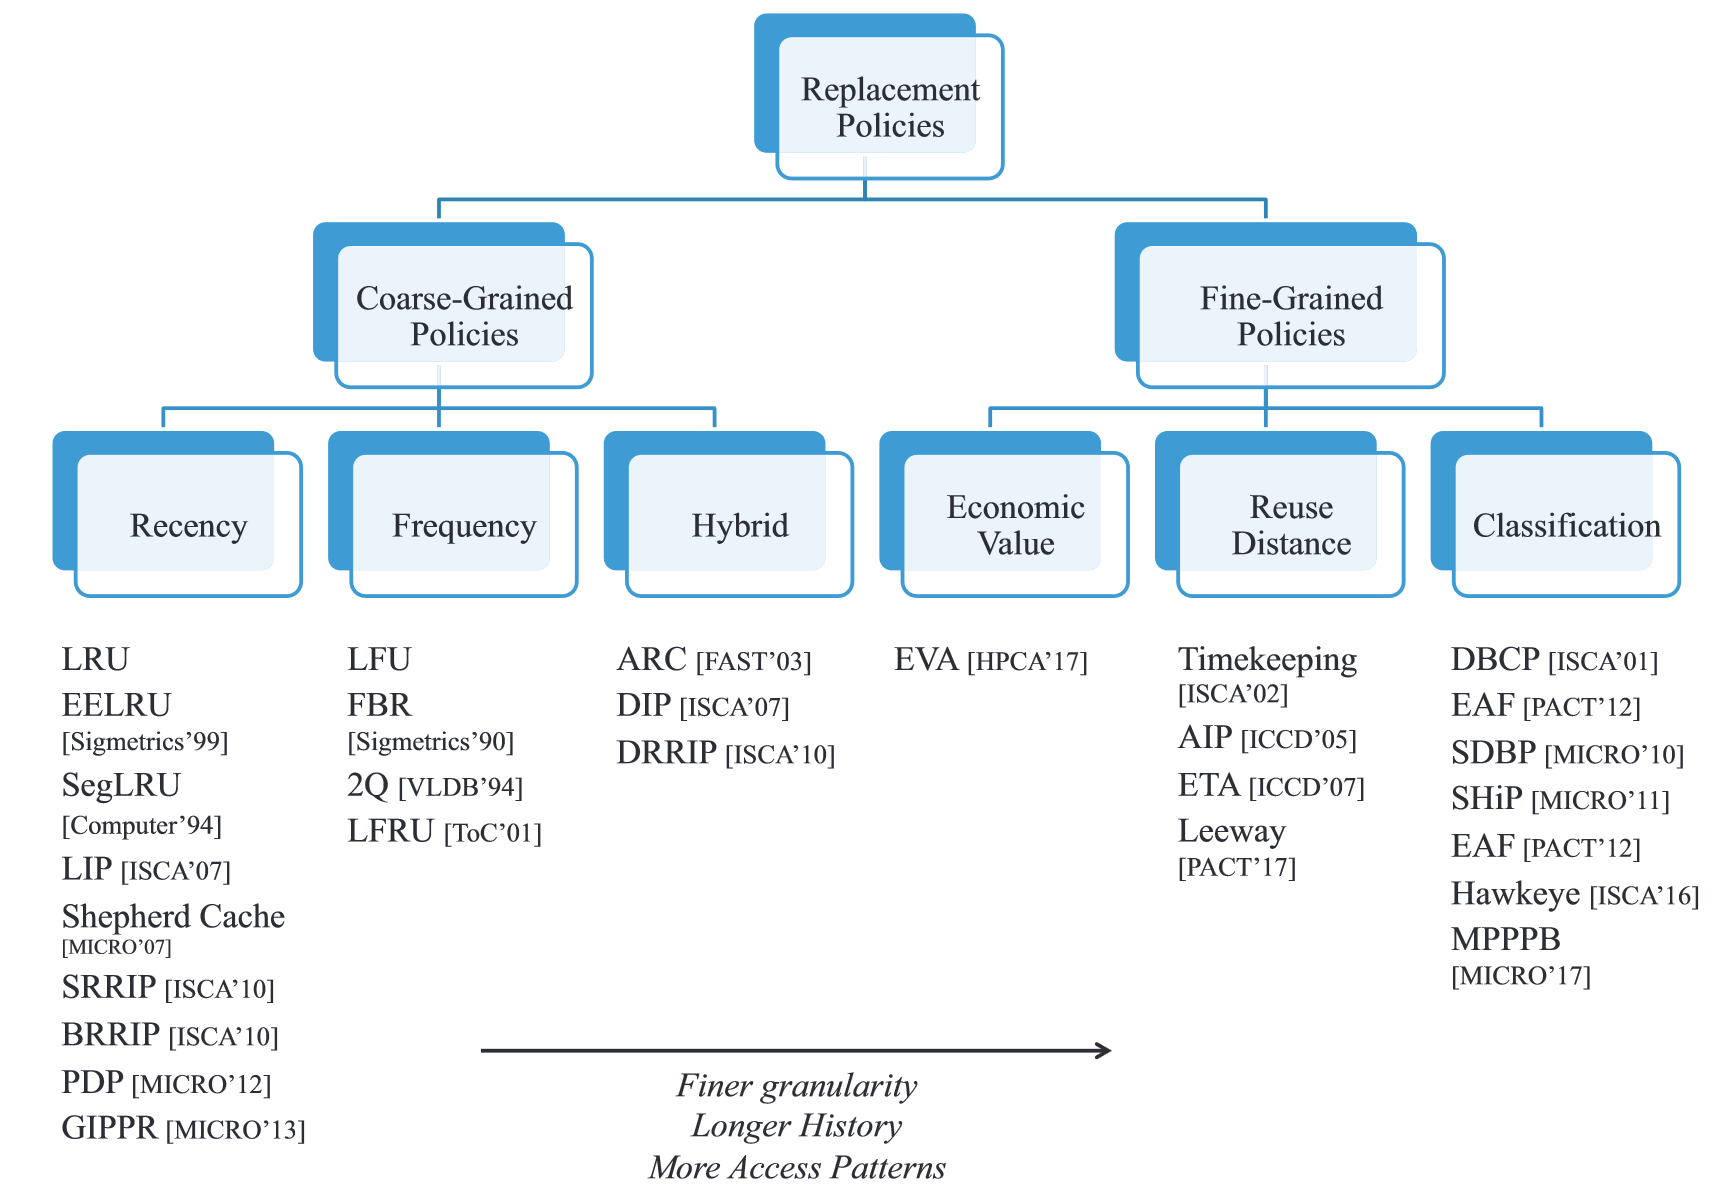 Replacement
Policies
Coarse-Grained
Policies
Fine-Grained
Policies
Recency
Frequency
Hybrid
Economic
Value
Reuse
Distance
Classification
LRU
EELRU
[Sigmetrics’99]
SegLRU
[Computer’94]
LIP [ISCA’07]
Shepherd Cache
[MICRO’07]
SRRIP [ISCA’10]
BRRIP [ISCA’10]
PDP [MICRO’12]
GIPPR [MICRO’13]
LFU
FBR
[Sigmetrics’90]
2Q [VLDB’94]
LFRU [ToC’01]
ARC [FAST’03]
DIP [ISCA’07]
DRRIP [ISCA’10]
EVA [HPCA’17]
Timekeeping
[ISCA’02]
AIP [ICCD’05]
ETA [ICCD’07]
Leeway
[PACT’17]
DBCP [ISCA’01]
EAF [PACT’12]
SDBP [MICRO’10]
SHiP [MICRO’11]
EAF [PACT’12]
Hawkeye [ISCA’16]
MPPPB
[MICRO’17]
Finer granularity
Longer History
More Access Patterns